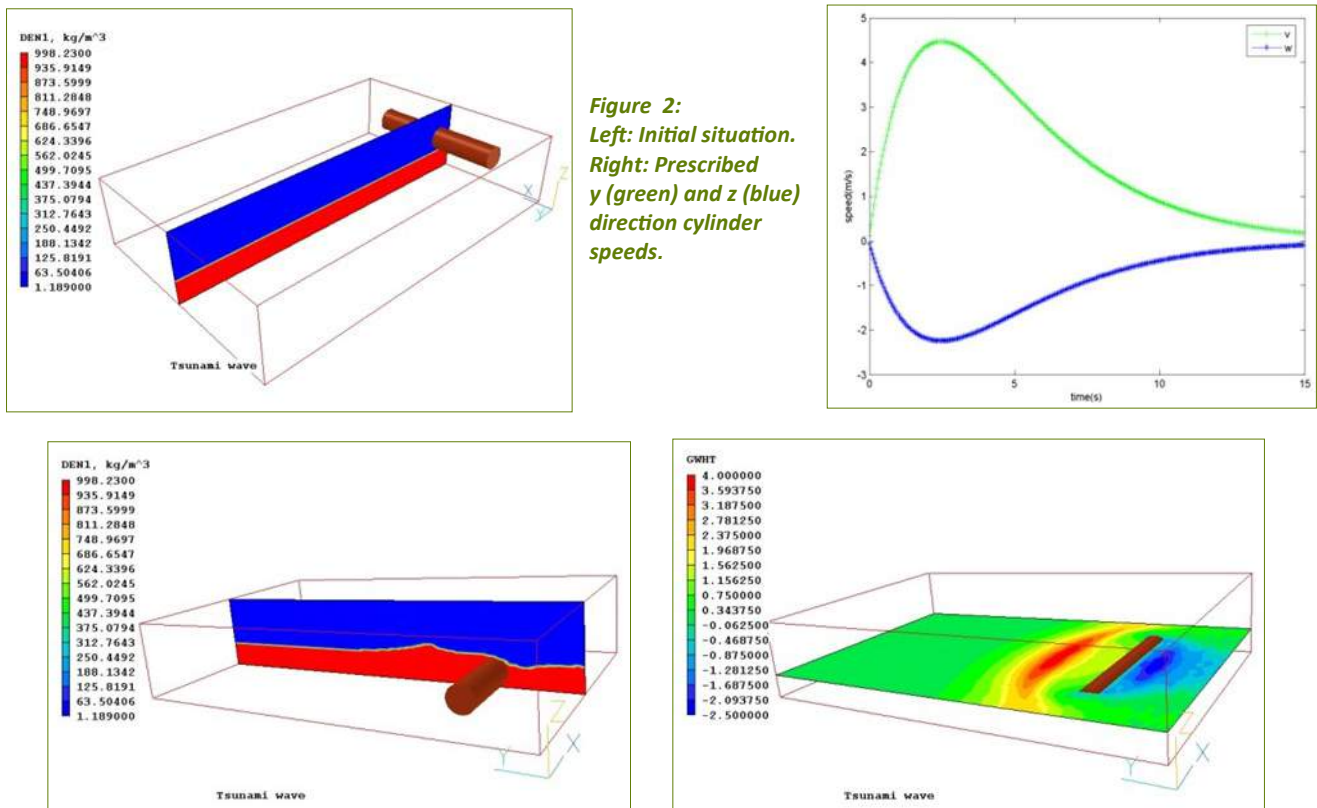 DEN1, kg/m^3
998.2300
935.9149
873.5999
811.2848
748.9697
686.6547
624.3396
562.0245
499.7095
437.3944
375.0794
312.7643
250.4492
188.1342
125.8191
63.50406
1.189000
X
Y
Z
Tsunami wave
Figure 2:
Left: Initial situation.
Right: Prescribed
y (green) and z (blue)
direction cylinder
speeds.
5
4
3
2
1
0
-1
-2
-3
speed(m/s)
0 5 10 15
time(s)
v
w
DEN1, kg/m^3
998.2300
935.9149
873.5999
811.2848
748.9697
686.6547
624.3396
562.0245
499.7095
437.3944
375.0794
312.7643
250.4492
188.1342
125.8191
63.50406
1.189000
Z
Y
X
Tsunami wave
GWHT
4.000000
3.593750
3.187500
2.781250
2.375000
1.968750
1.562500
1.156250
0.750000
0.343750
-0.062500
-0.468750
-0.875000
-1.281250
-1.687500
-2.093750
-2.500000
Z
Y
X
Tsunami wave